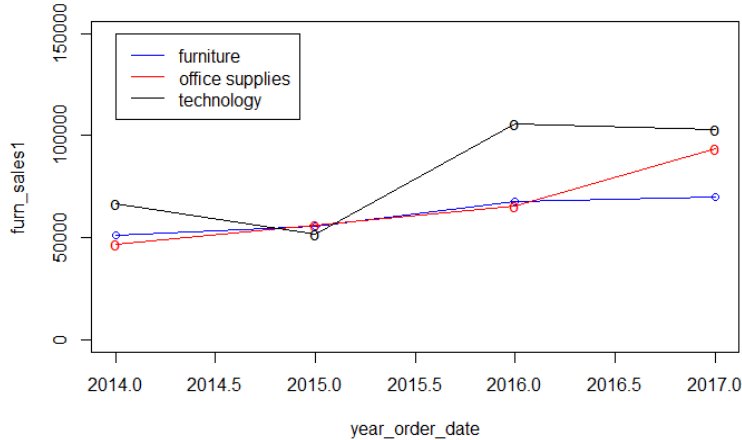 furn_sales1
150000
100000
50000
0
furniture
office supplies
technology
2014.0 2014.5 2015.0 2015.5 2016.0 2016.5 2017.0
year_order_date